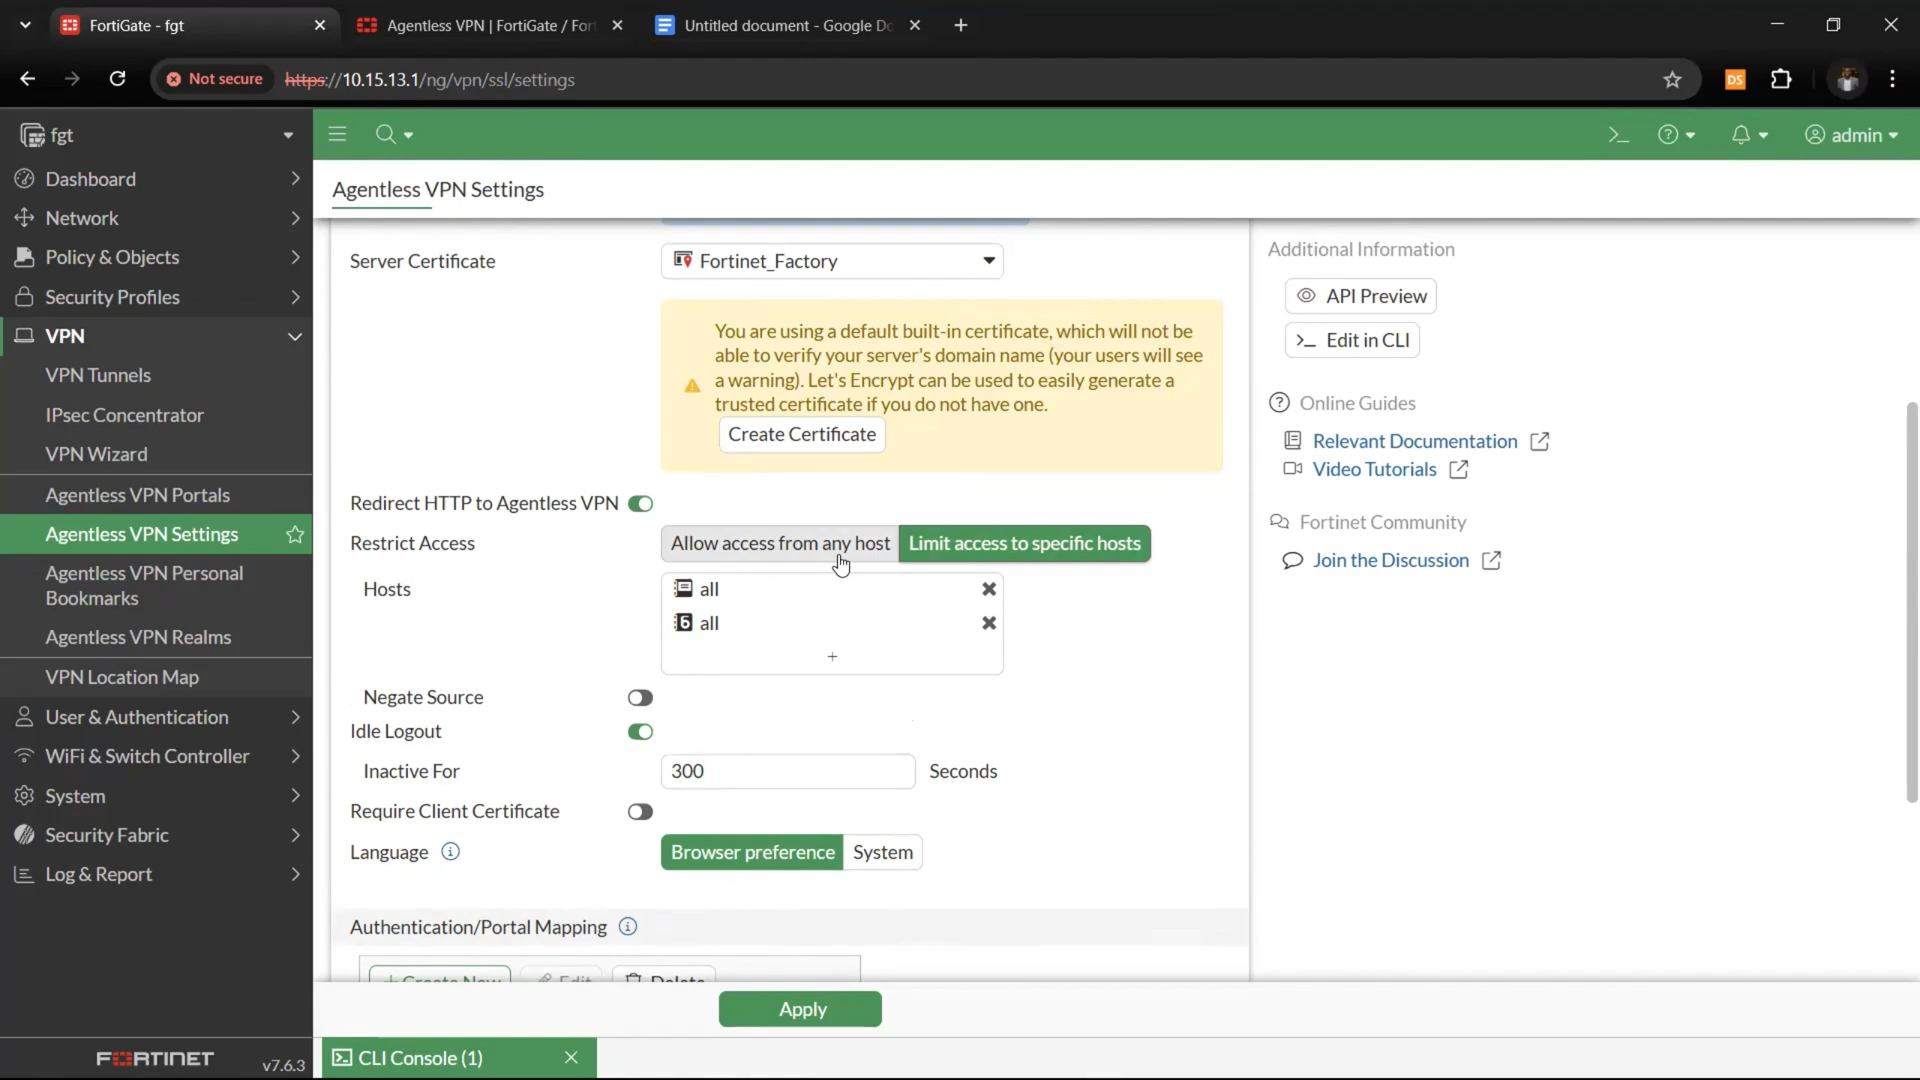 FortiGate - fgt
Agentless VPN | FortiGate / For
Untitled document - Google Do
Not secure
https://10.15.13.1/ng/vpn/ssl/settings
DS
fgt
admin
Dashboard
Network
Policy & Objects
Security Profiles
VPN
VPN Tunnels
IPsec Concentrator
VPN Wizard
Agentless VPN Portals
Agentless VPN Settings
Agentless VPN Personal
Bookmarks
Agentless VPN Realms
VPN Location Map
User & Authentication
WiFi & Switch Controller
System
Security Fabric
Log & Report
FORTINET
v7.6.3
Agentless VPN Settings
Server Certificate
Fortinet_Factory
You are using a default built-in certificate, which will not be
able to verify your server's domain name (your users will see
a warning). Let's Encrypt can be used to easily generate a
trusted certificate if you do not have one.
Create Certificate
Redirect HTTP to Agentless VPN
Restrict Access
Allow access from any host
Limit access to specific hosts
Hosts
all
6 all
+
Negate Source
Idle Logout
Inactive For
300
Seconds
Require Client Certificate
Language
Browser preference
System
Authentication/Portal Mapping
+ Create New
Edit
Delete
Apply
CLI Console (1)
Additional Information
API Preview
>_ Edit in CLI
Online Guides
Relevant Documentation
Video Tutorials
Fortinet Community
Join the Discussion